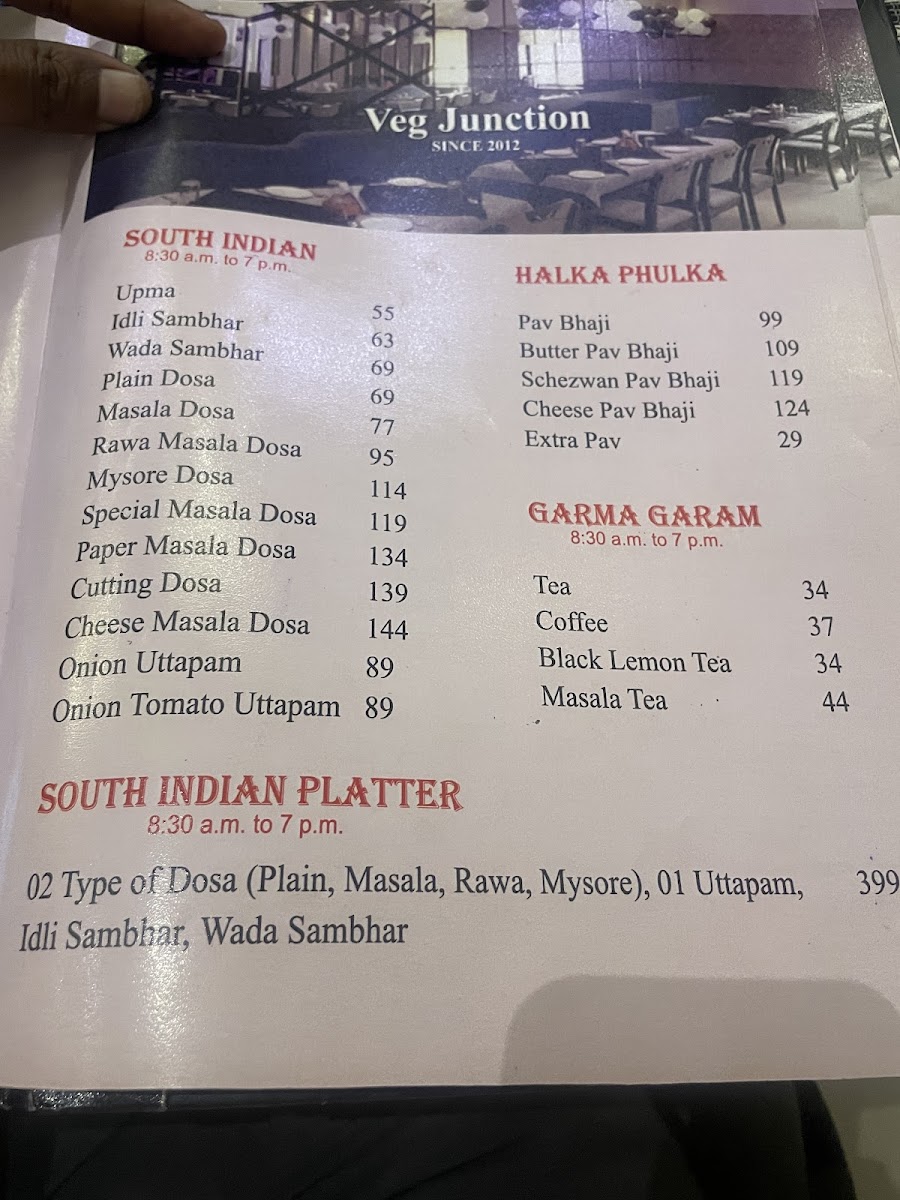 Veg Junction
SINCE 2012
SOUTH INDIAN
8:30 a.m. to 7 p.m.
Upma 55
Idli Sambhar 63
Wada Sambhar 69
Plain Dosa 69
Masala Dosa 77
Rawa Masala Dosa 95
Mysore Dosa 114
Special Masala Dosa 119
Paper Masala Dosa 134
Cutting Dosa 139
Cheese Masala Dosa 144
Onion Uttapam 89
Onion Tomato Uttapam 89
HALKA PHULKA
Pav Bhaji 99
Butter Pav Bhaji 109
Schezwan Pav Bhaji 119
Cheese Pav Bhaji 124
Extra Pav 29
GARMA GARAM
8:30 a.m. to 7 p.m.
Tea 34
Coffee 37
Black Lemon Tea 34
Masala Tea 44
SOUTH INDIAN PLATTER
8:30 a.m. to 7 p.m.
02 Type of Dosa (Plain, Masala, Rawa, Mysore), 01 Uttapam, 399
Idli Sambhar, Wada Sambhar